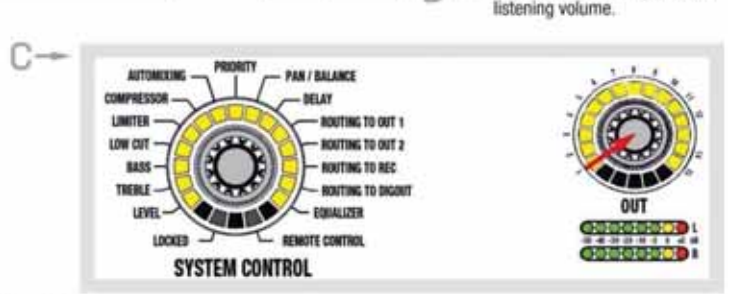 listening volume.
C
PRIORITY
AUTOMIXING
PAN / BALANCE
COMPRESSOR
DELAY
LIMITER
ROUTING TO OUT 1
LOW CUT
ROUTING TO OUT 2
BASS
ROUTING TO REC
TREBLE
ROUTING TO DIGOUT
LEVEL
EQUALIZER
LOCKED
REMOTE CONTROL
SYSTEM CONTROL
OUT
L
R